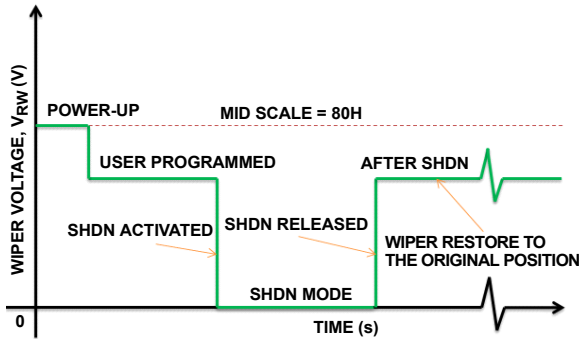 WIPER VOLTAGE, VRW (V)
POWER-UP
MID SCALE = 80H
USER PROGRAMMED
AFTER SHDN
SHDN ACTIVATED
SHDN RELEASED
WIPER RESTORE TO
THE ORIGINAL POSITION
SHDN MODE
0
TIME (s)